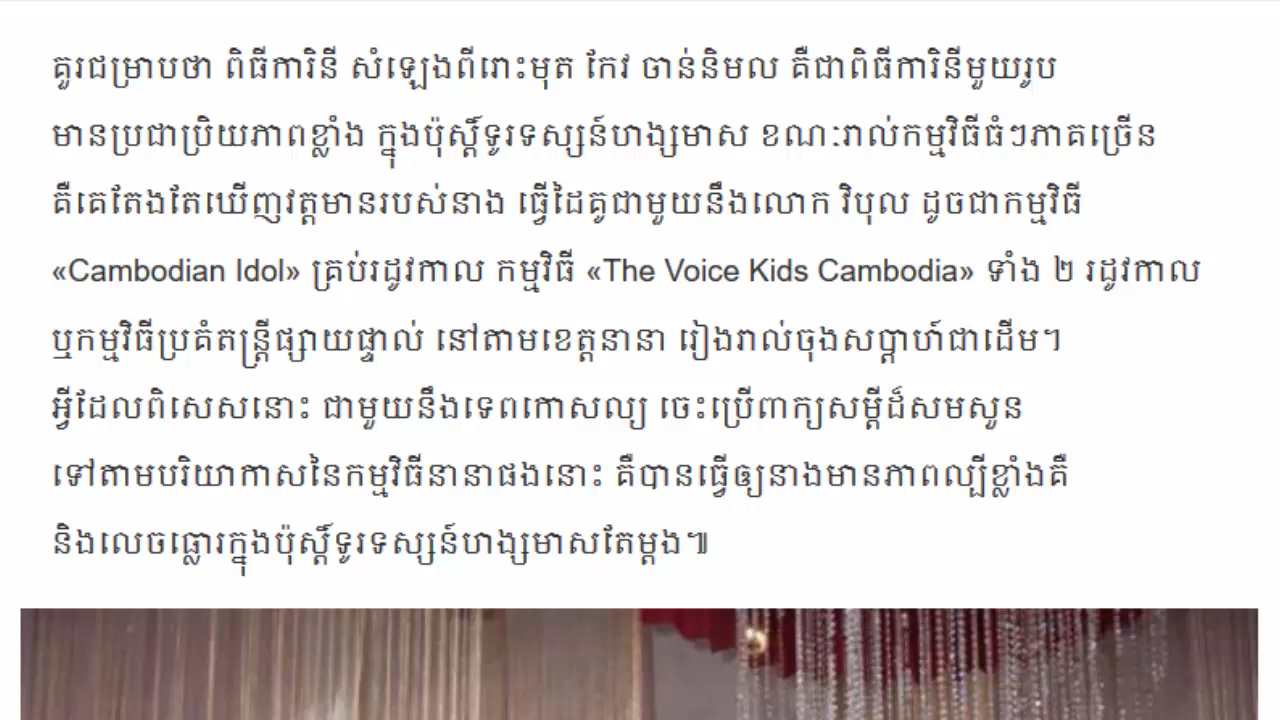 គួរជម្រាបថា ពិធីការិនី សំឡេងពីរោះមុត កែវ ចាន់និមល គឺជាពិធីការិនីមួយរូប
មានប្រជាប្រិយភាពខ្លាំង ក្នុងប៉ុស្តិ៍ទូរទស្សន៍ហង្សមាស ខណៈរាល់កម្មវិធីធំៗភាគច្រើន
គឺគេតែងតែឃើញវត្តមានរបស់នាង ធ្វើដៃគូជាមួយនឹងលោក វិបុល ដូចជាកម្មវិធី
«Cambodian Idol» គ្រប់រដូវកាល កម្មវិធី «The Voice Kids Cambodia» ទាំង ២ រដូវកាល
ឬកម្មវិធីប្រគំតន្ត្រីផ្សាយផ្ទាល់ នៅតាមខេត្តនានា រៀងរាល់ចុងសប្ដាហ៍ជាដើម។
អ្វីដែលពិសេសនោះ ជាមួយនឹងទេពកោសល្យ ចេះប្រើពាក្យសម្ដីដ៏សមសួន
ទៅតាមបរិយាកាសនៃកម្មវិធីនានាផងនោះ គឺបានធ្វើឲ្យនាងមានភាពល្បីខ្លាំងគឺ
និងលេចធ្លោរក្នុងប៉ុស្តិ៍ទូរទស្សន៍ហង្សមាសតែម្ដង៕